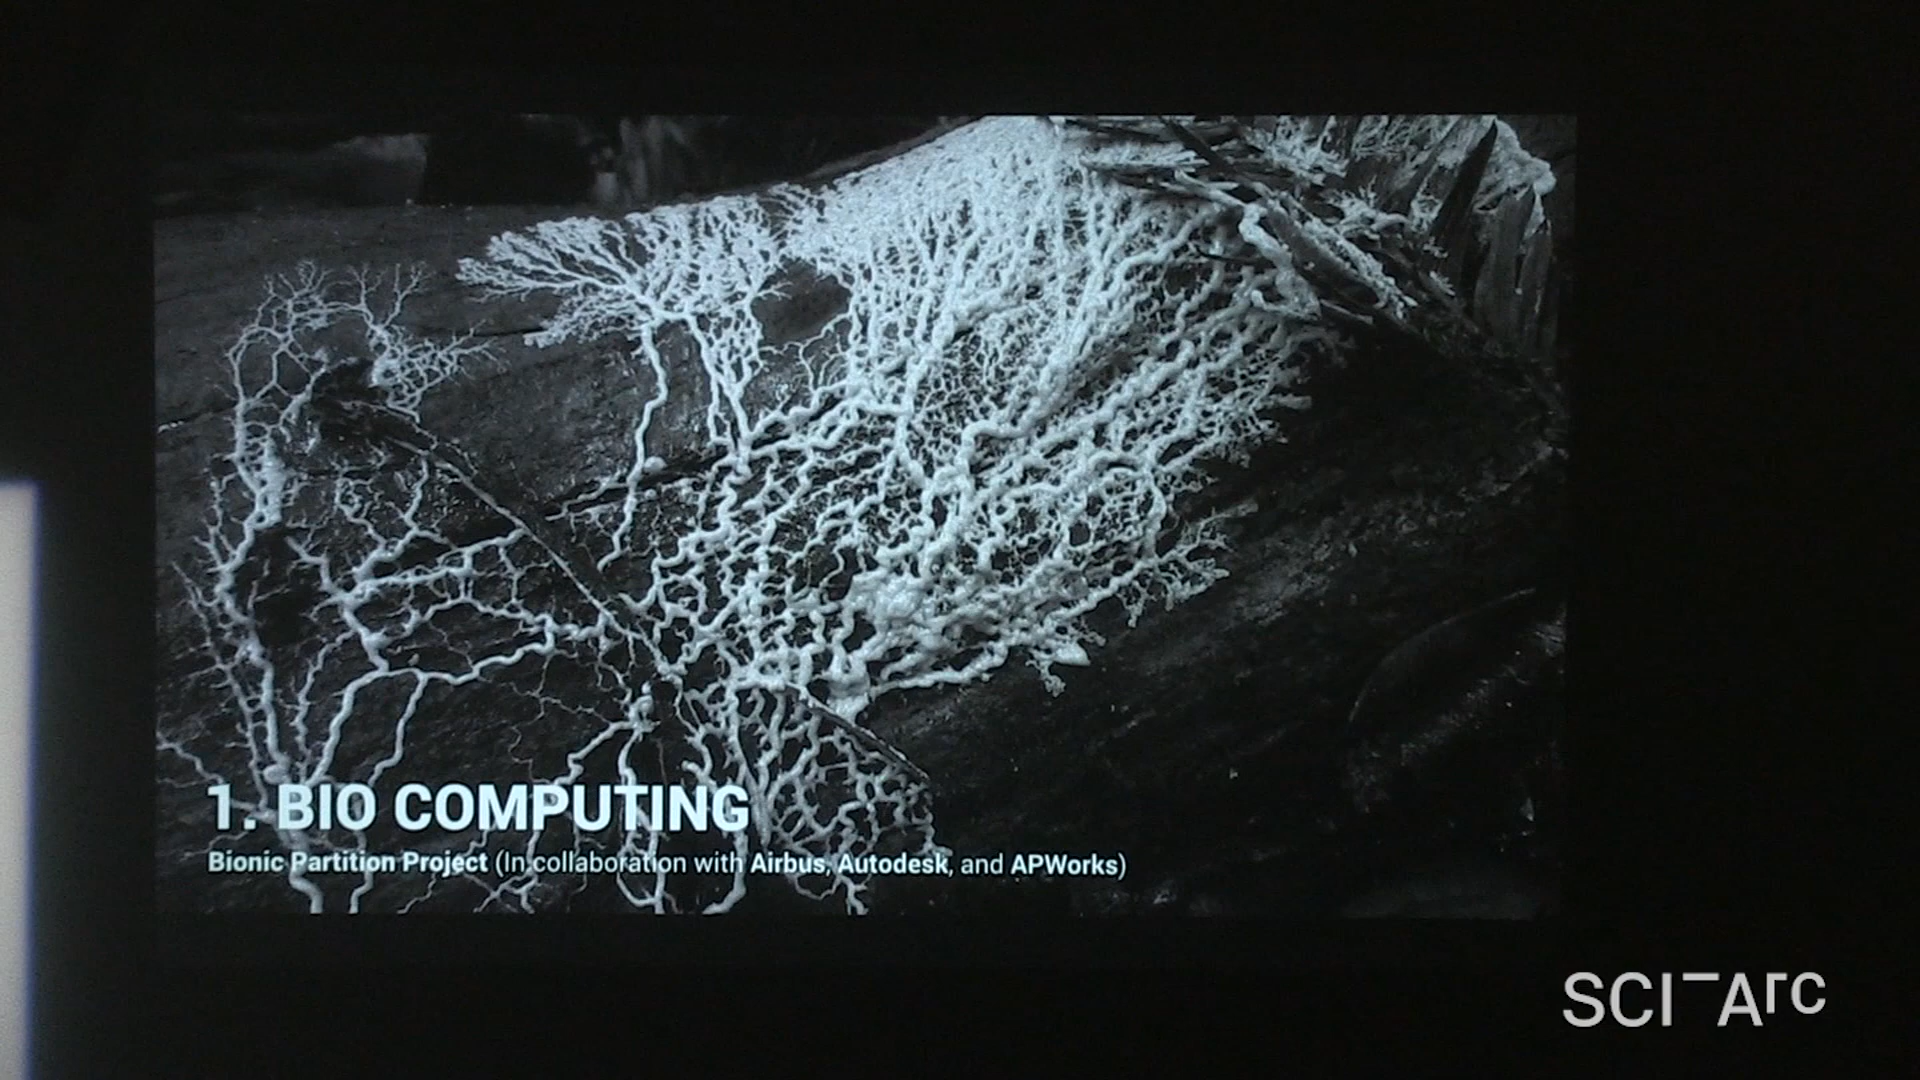 1. BIO COMPUTING
Bionic Partition Project (In collaboration with Airbus, Autodesk, and APWorks)
SCI-Arc